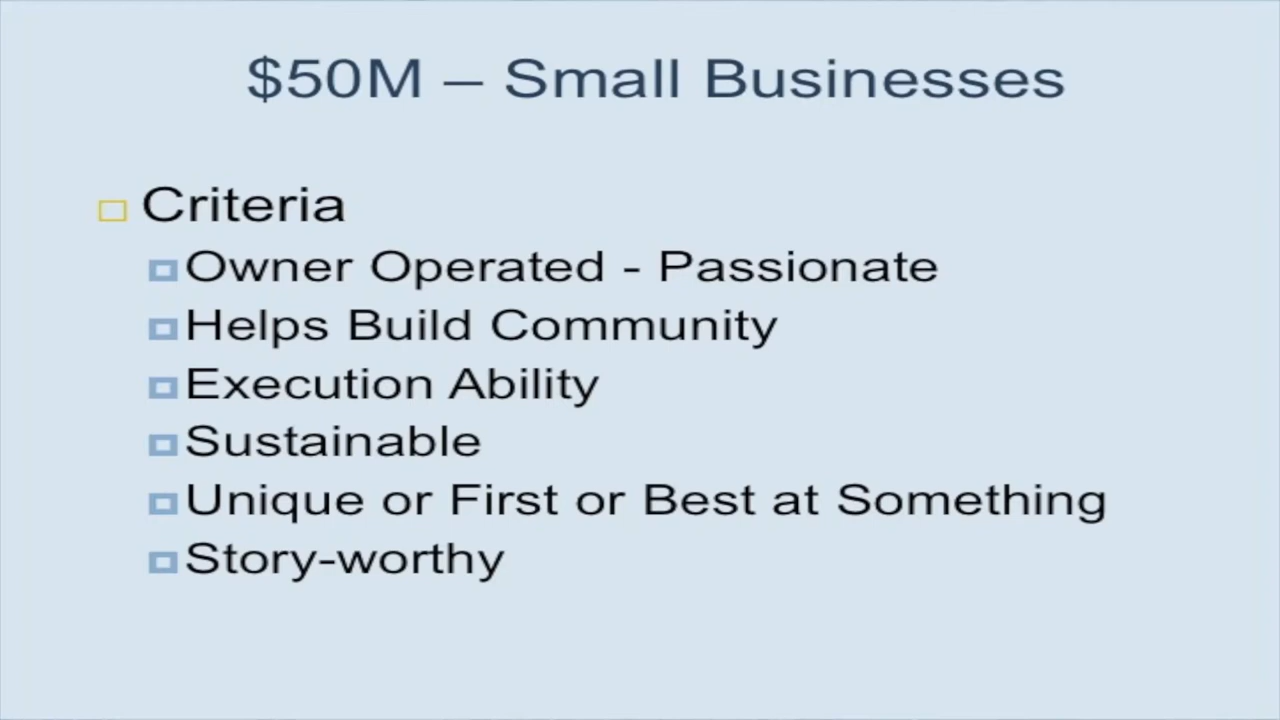 $50M – Small Businesses
Criteria
Owner Operated - Passionate
Helps Build Community
Execution Ability
Sustainable
Unique or First or Best at Something
Story-worthy